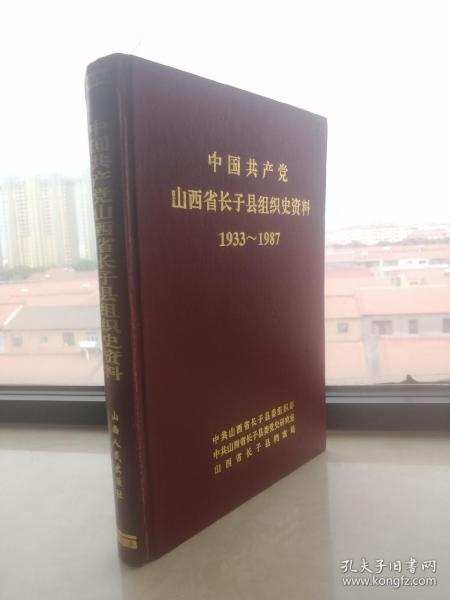 中国共产党
山西省长子县组织史资料
1933～1987
中共山西省长子县委组织部
中共山西省长子县委党史研究室
山西省长子县档案局
中国共产党山西省长子县组织史资料
山西人民出版社
孔夫子旧书网
www.kongfz.com